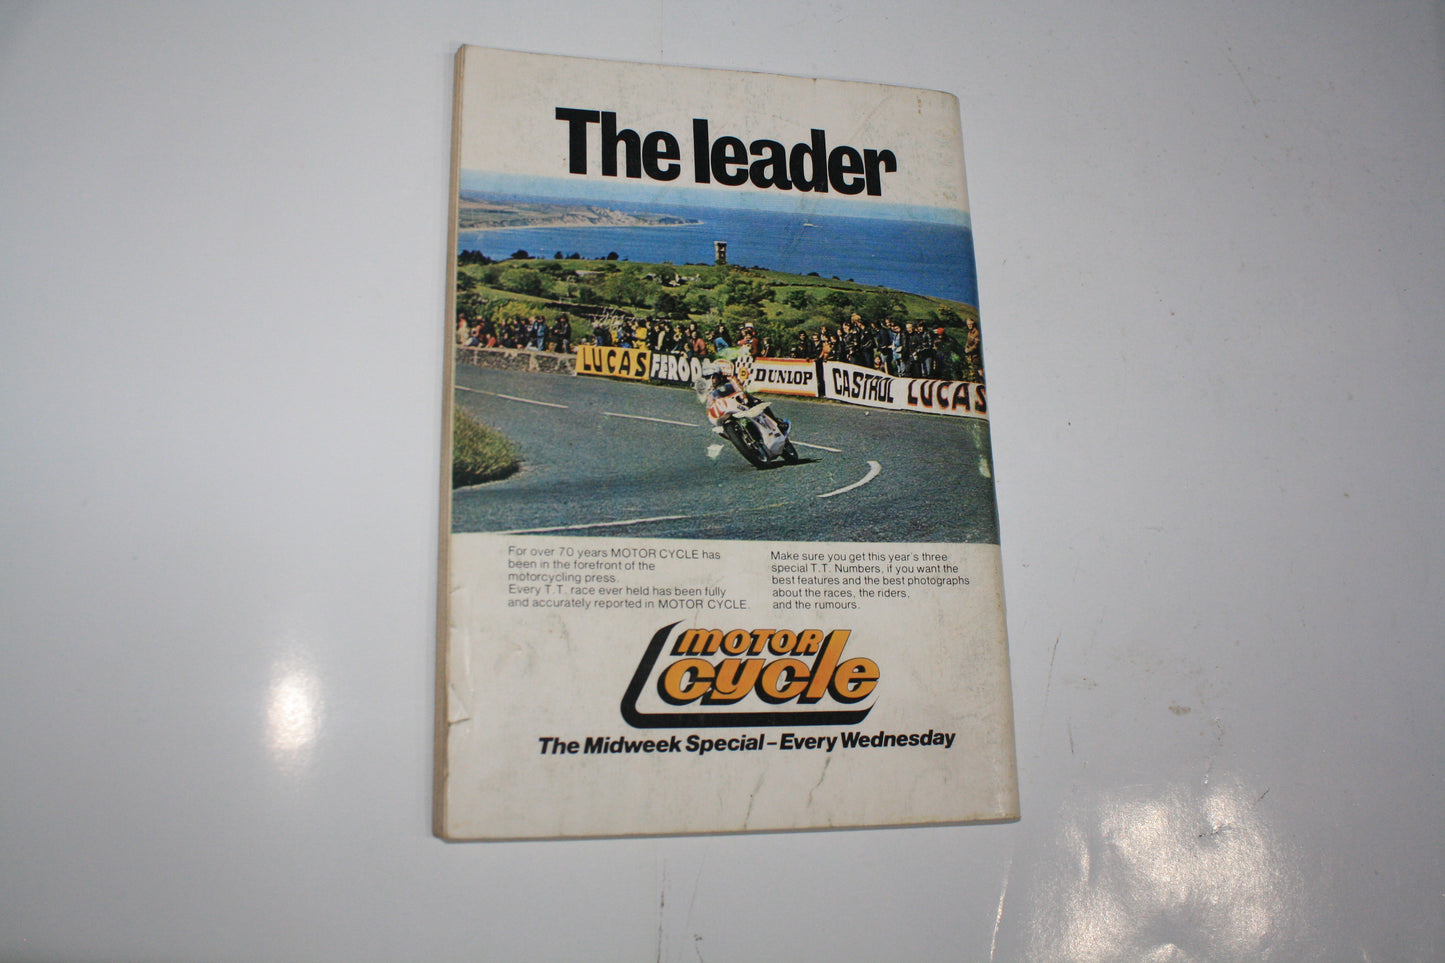 The leader
LUCAS FERODO DUNLOP CASTROL LUCAS
For over 70 years MOTOR CYCLE has
been in the forefront of the
motorcycling press.
Every T.T. race ever held has been fully
and accurately reported in MOTOR CYCLE.
Make sure you get this year's three
special T.T. Numbers, if you want the
best features and the best photographs
about the races, the riders,
and the rumours.
MOTOR
cycle
The Midweek Special – Every Wednesday